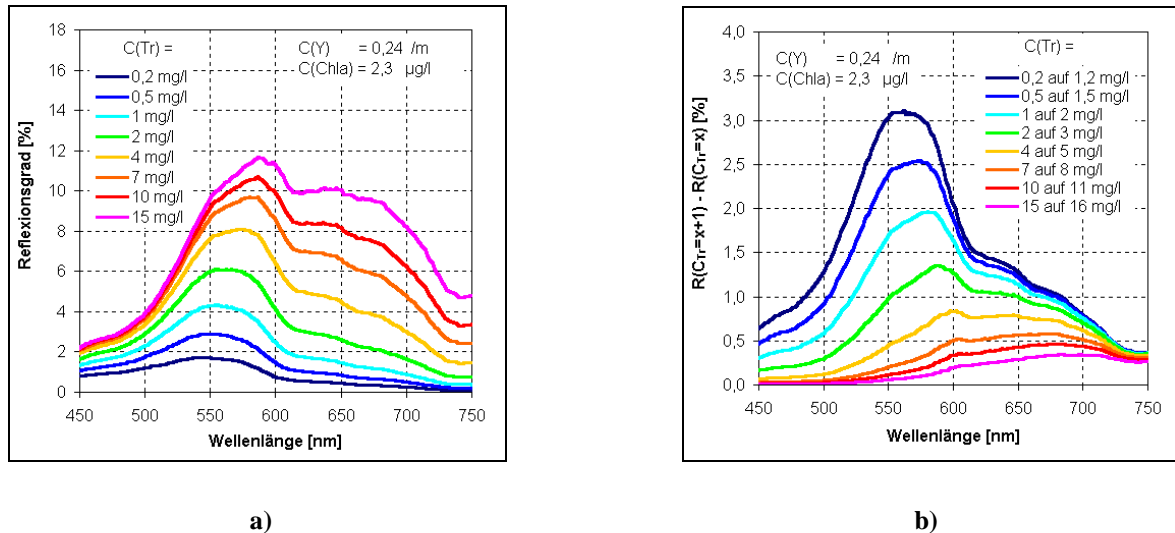 18
16
14
12
10
8
6
4
2
0
Reflexionsgrad [%]
C(Tr) =
0,2 mg/l
0,5 mg/l
1 mg/l
2 mg/l
4 mg/l
7 mg/l
10 mg/l
15 mg/l
C(Y) = 0,24 /m
C(Chla) = 2,3 µg/l
450 500 550 600 650 700 750
Wellenlänge [nm]
a)
4,0
3,5
3,0
2,5
2,0
1,5
1,0
0,5
0,0
R(CTr=x+1) - R(CTr=x) [%]
C(Y) = 0,24 /m
C(Chla) = 2,3 µg/l
C(Tr) =
0,2 auf 1,2 mg/l
0,5 auf 1,5 mg/l
1 auf 2 mg/l
2 auf 3 mg/l
4 auf 5 mg/l
7 auf 8 mg/l
10 auf 11 mg/l
15 auf 16 mg/l
450 500 550 600 650 700 750
Wellenlänge [nm]
b)